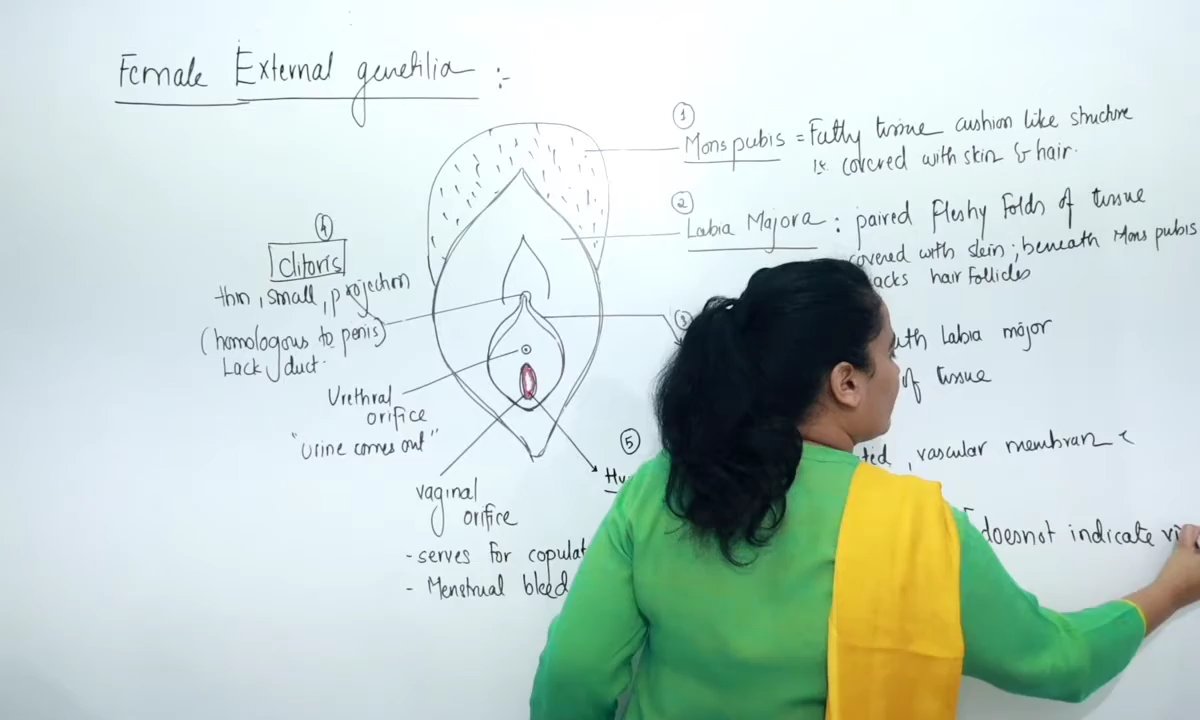 Female External genetilia :-
①
Mons pubis = Fatty tissue cushion like structure
covered with skin & hair.
②
Labia Majora : paired fleshy folds of tissue
covered with skin ; beneath Mons pubis
lacks hair follicles
④
Clitoris
thin, small, projection
(homologous to penis)
Lack duct.
③
Labia major
of tissue
Urethral
orifice
"urine comes out"
⑤
Hy
, vascular membran
vaginal
orifice
doesnot indicate vi
- serves for copulat
- Menstrual bleed